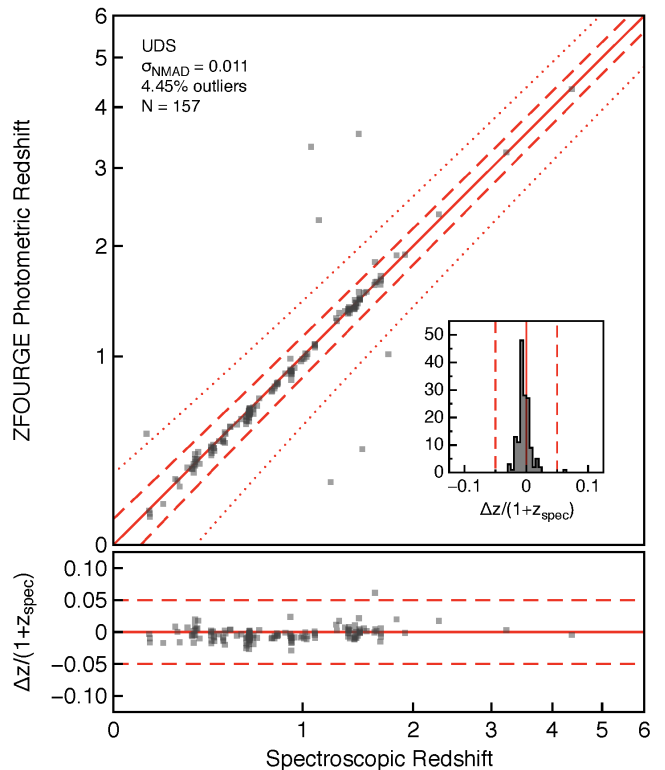 6
5
4
3
2
1
0
ZFOURGE Photometric Redshift
UDS
σNMAD = 0.011
4.45% outliers
N = 157
50
40
30
20
10
0
−0.1 0 0.1
Δz/(1+zspec)
0.10
0.05
0
−0.05
−0.10
Δz/(1+zspec)
0 1 2 3 4 5 6
Spectroscopic Redshift